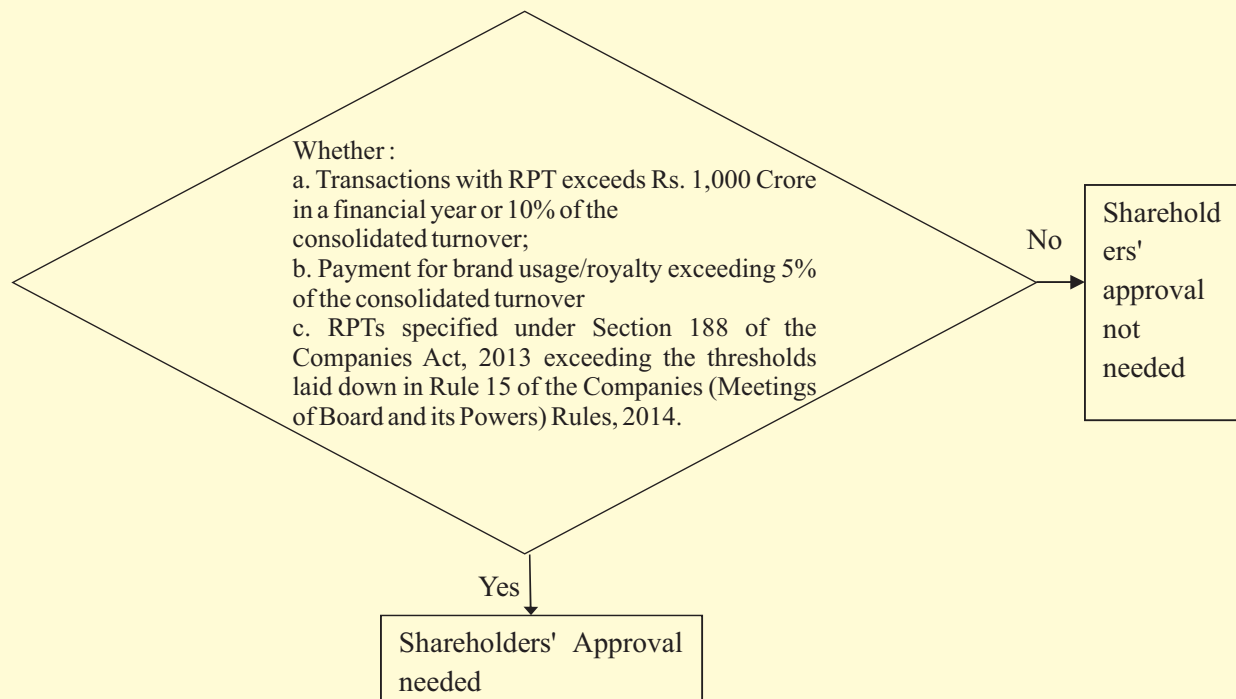 Whether :
a. Transactions with RPT exceeds Rs. 1,000 Crore
in a financial year or 10% of the
consolidated turnover;
b. Payment for brand usage/royalty exceeding 5%
of the consolidated turnover
c. RPTs specified under Section 188 of the
Companies Act, 2013 exceeding the thresholds
laid down in Rule 15 of the Companies (Meetings
of Board and its Powers) Rules, 2014.
No
Sharehold
ers'
approval
not
needed
Yes
Shareholders' Approval
needed